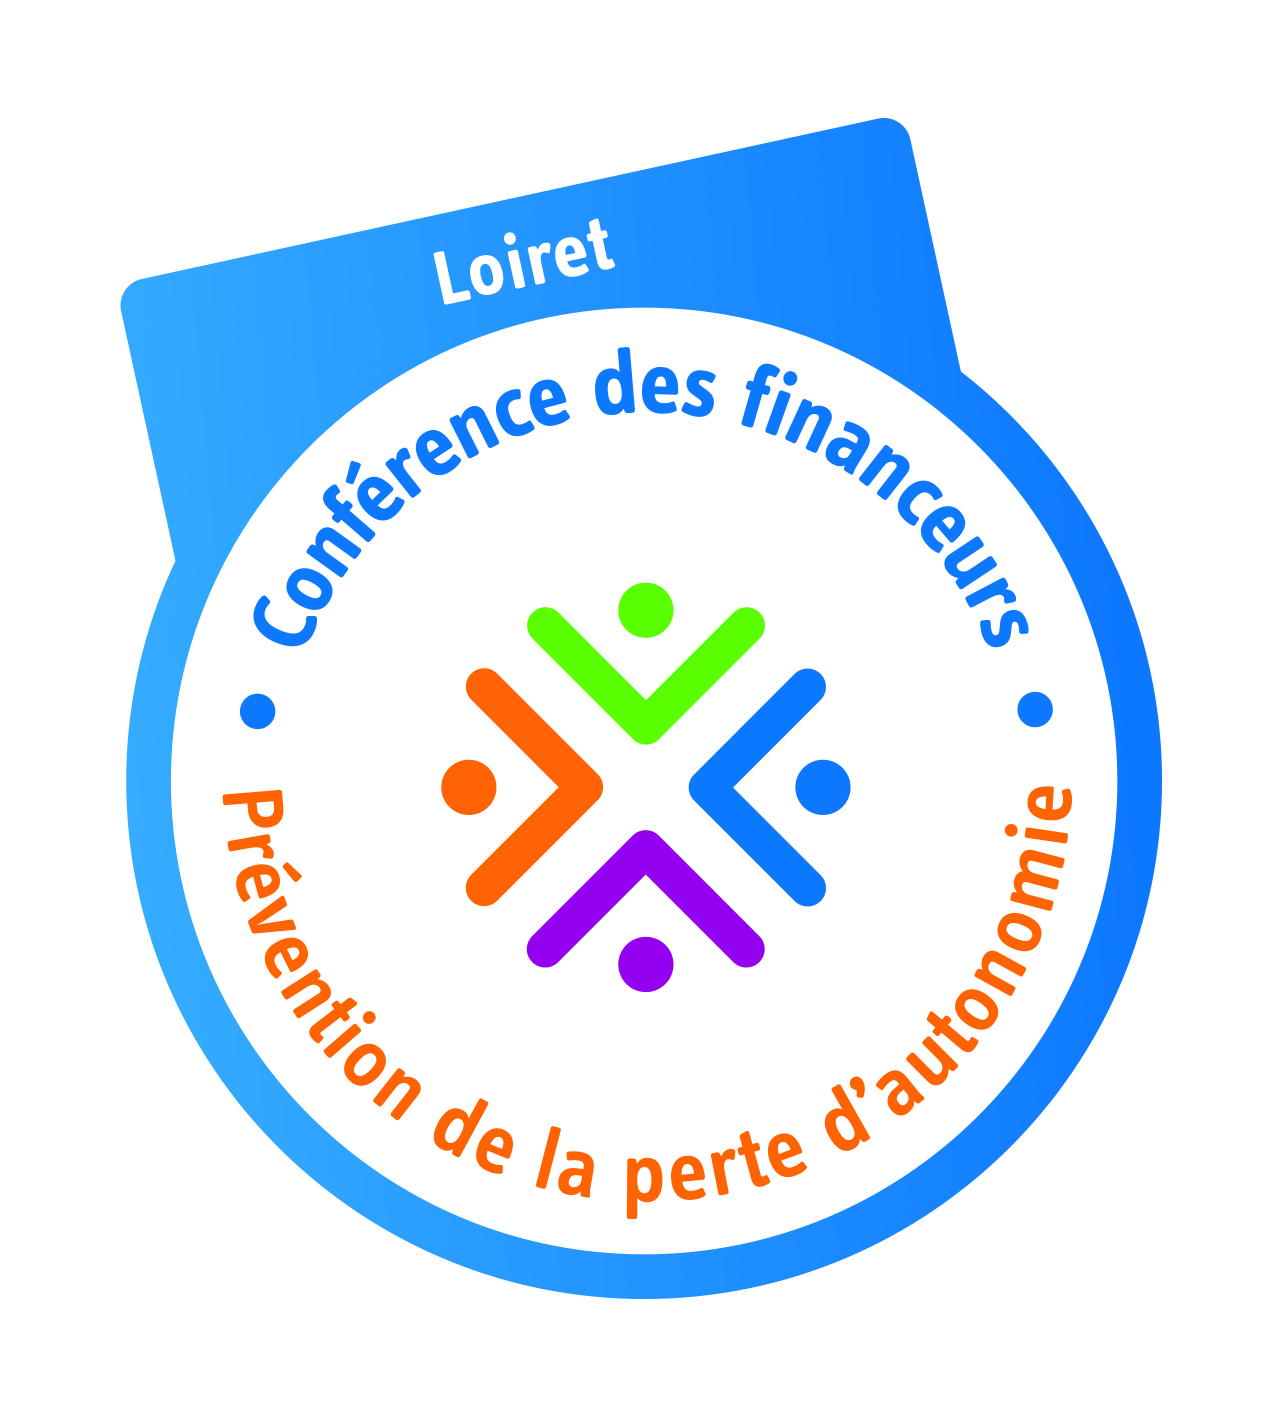 Loiret
Conférence des financeurs
Prévention de la perte d’autonomie